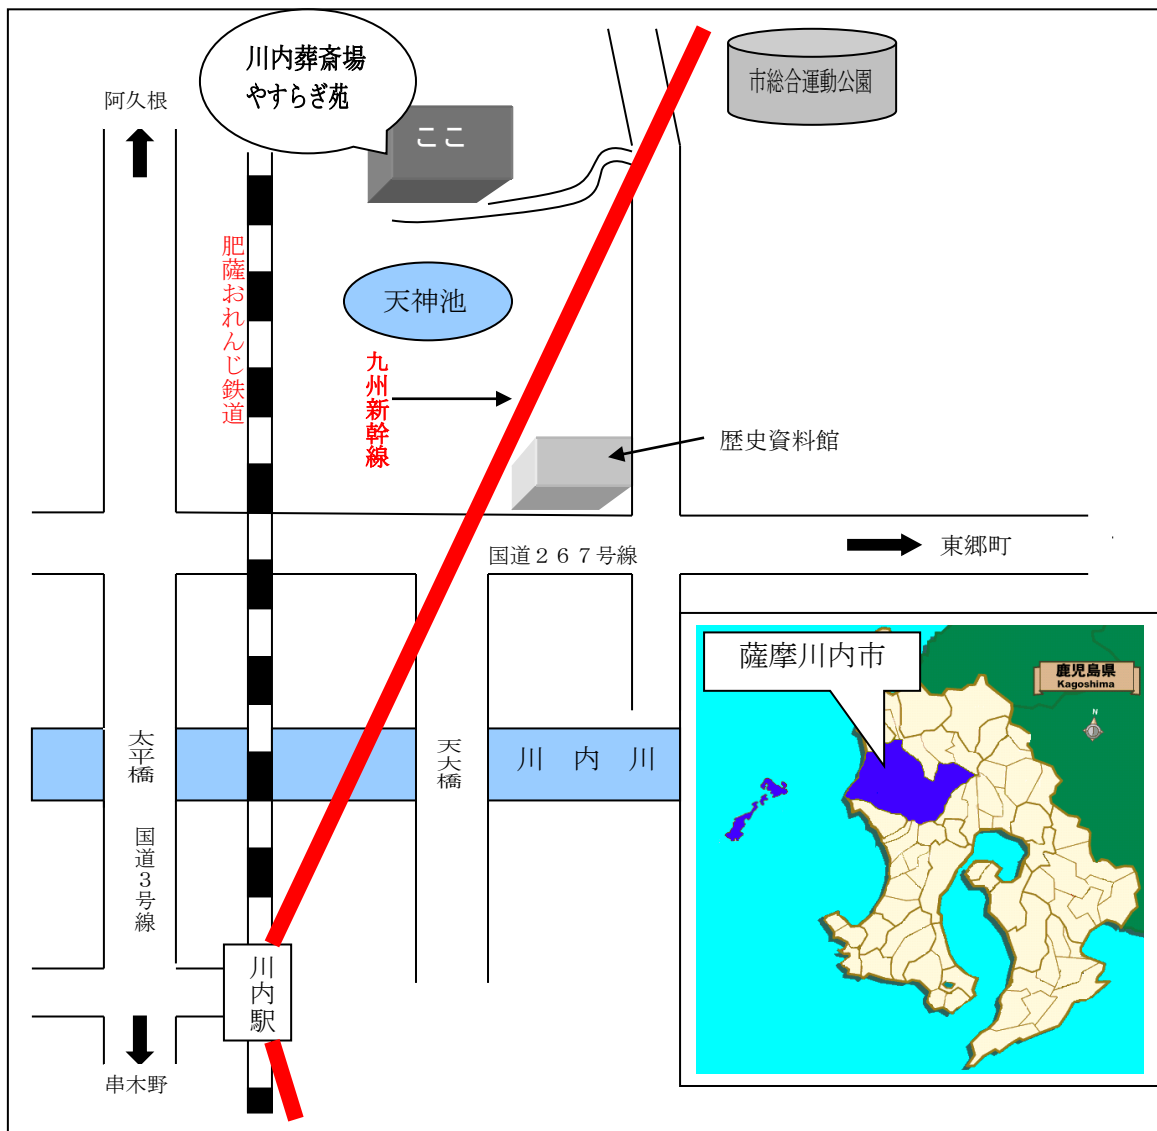 川内葬斎場
やすらぎ苑
市総合運動公園
阿久根
ここ
肥薩おれんじ鉄道
天神池
九州新幹線
歴史資料館
国道２６７号線
東郷町
薩摩川内市
鹿児島県
Kagoshima
N
太平橋
天大橋
川内川
国道３号線
川内駅
串木野